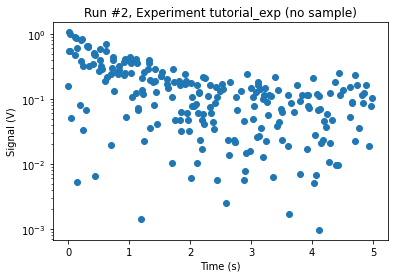 Run #2, Experiment tutorial_exp (no sample)
10⁰
10⁻¹
10⁻²
10⁻³
Signal (V)
0 1 2 3 4 5
Time (s)